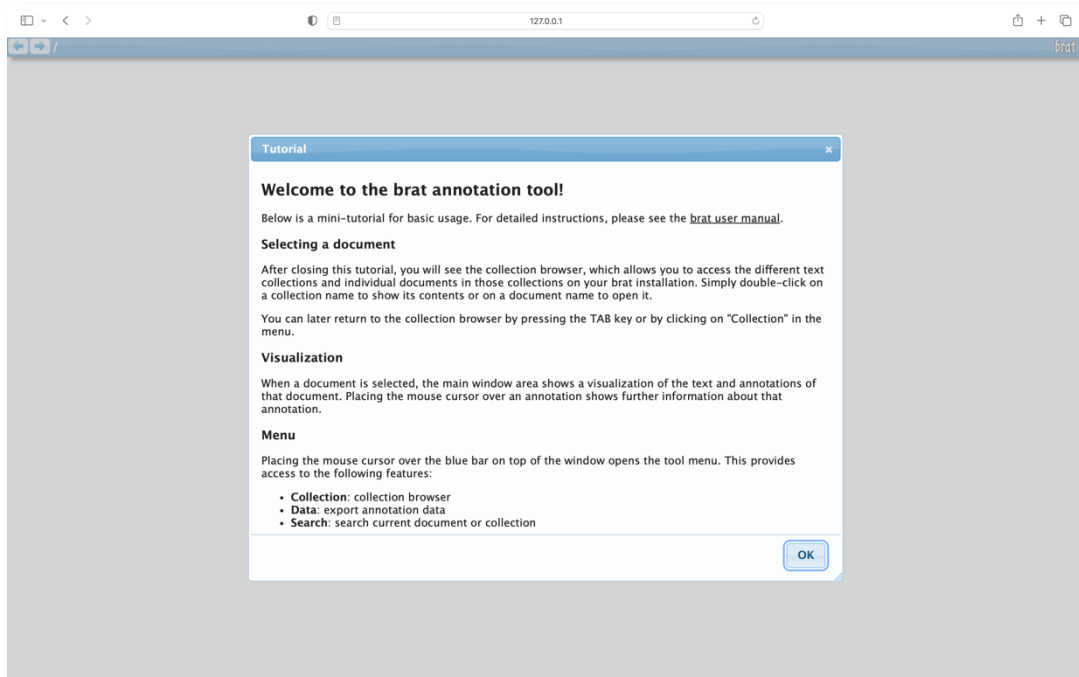 127.0.0.1
/
brat
Tutorial
Welcome to the brat annotation tool!
Below is a mini-tutorial for basic usage. For detailed instructions, please see the brat user manual.
Selecting a document
After closing this tutorial, you will see the collection browser, which allows you to access the different text
collections and individual documents in those collections on your brat installation. Simply double-click on
a collection name to show its contents or on a document name to open it.
You can later return to the collection browser by pressing the TAB key or by clicking on "Collection" in the
menu.
Visualization
When a document is selected, the main window area shows a visualization of the text and annotations of
that document. Placing the mouse cursor over an annotation shows further information about that
annotation.
Menu
Placing the mouse cursor over the blue bar on top of the window opens the tool menu. This provides
access to the following features:
• Collection: collection browser
• Data: export annotation data
• Search: search current document or collection
OK